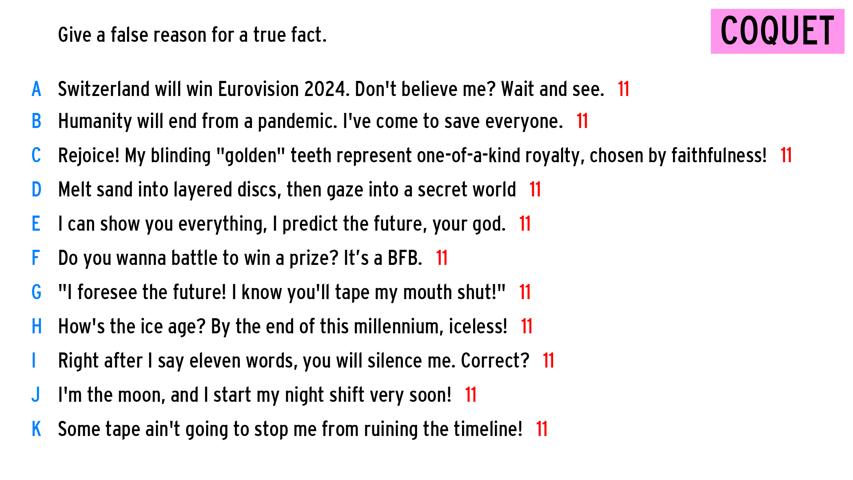 Give a false reason for a true fact.
COQUET
A Switzerland will win Eurovision 2024. Don't believe me? Wait and see. 11
B Humanity will end from a pandemic. I've come to save everyone. 11
C Rejoice! My blinding "golden" teeth represent one-of-a-kind royalty, chosen by faithfulness! 11
D Melt sand into layered discs, then gaze into a secret world 11
E I can show you everything, I predict the future, your god. 11
F Do you wanna battle to win a prize? It’s a BFB. 11
G "I foresee the future! I know you'll tape my mouth shut!" 11
H How's the ice age? By the end of this millennium, iceless! 11
I Right after I say eleven words, you will silence me. Correct? 11
J I'm the moon, and I start my night shift very soon! 11
K Some tape ain't going to stop me from ruining the timeline! 11